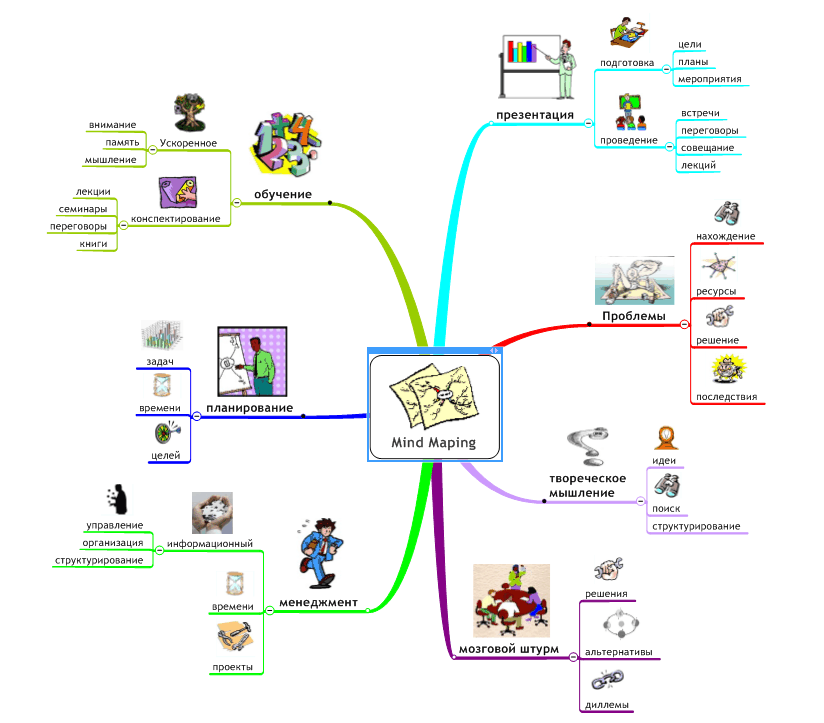 презентация
подготовка
цели
планы
мероприятия
проведение
встречи
переговоры
совещание
лекций
Проблемы
нахождение
ресурсы
решение
последствия
твореческое
мышление
идеи
поиск
структурирование
мозговой штурм
решения
альтернативы
диллемы
менеджмент
информационный
управление
организация
структурирование
времени
проекты
планирование
задач
времени
целей
обучение
Ускоренное
внимание
память
мышление
конспектирование
лекции
семинары
переговоры
книги
Mind Maping